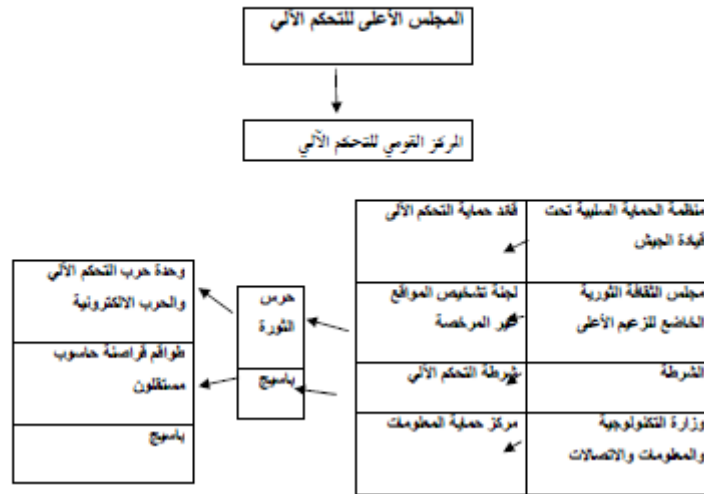 المجلس الأعلى للتحكم الآلي
المركز القومي للتحكم الآلي
منظمة الحماية السلبية تحت
قيادة الجيش
قائد حماية التحكم الآلي
مجلس الثقافة الثورية
الخاضع للزعيم الأعلى
لجنة تشخيص المواقع
غير المرخصة
الشرطة
شرطة التحكم الآلي
وزارة التكنولوجية
والمعلومات والاتصالات
مركز حماية المعلومات
حرس
الثورة
باسيج
وحدة حرب التحكم الآلي
والحرب الالكترونية
طواقم قراصنة حاسوب
مستقلون
باسيج